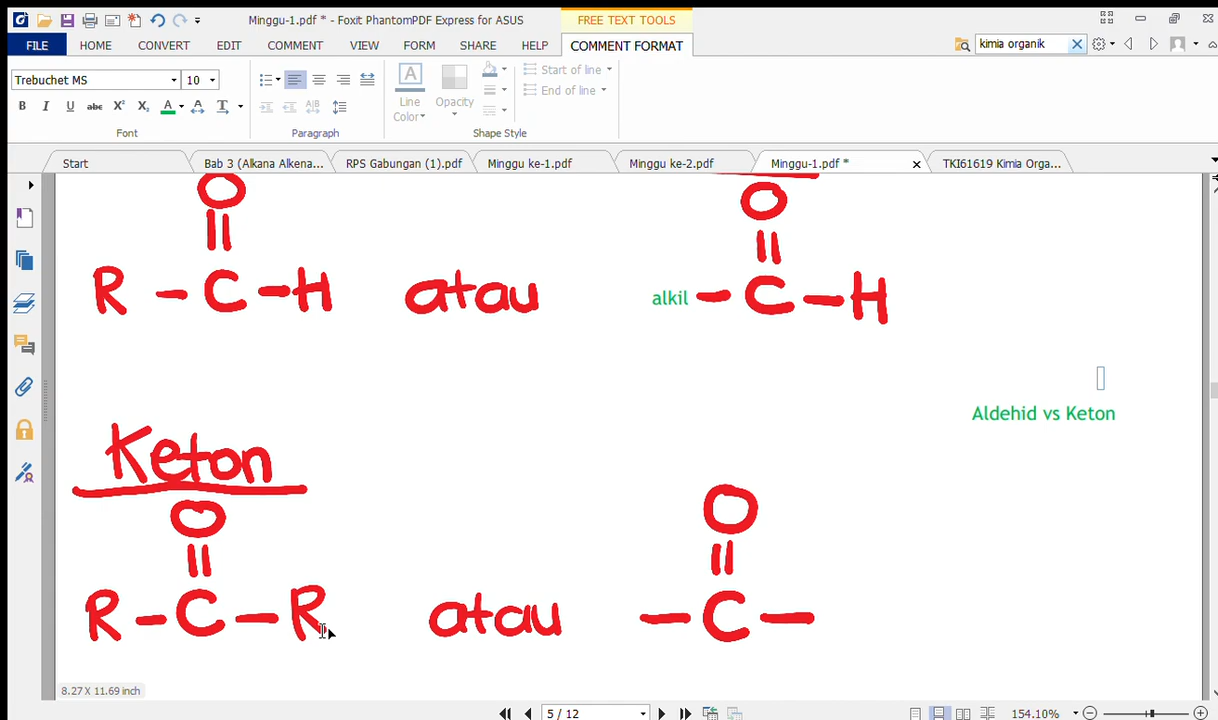 Minggu-1.pdf * - Foxit PhantomPDF Express for ASUS
FREE TEXT TOOLS
FILE HOME CONVERT EDIT COMMENT VIEW FORM SHARE HELP COMMENT FORMAT
kimia organik
Trebuchet MS 10
Line Color
Opacity
Start of line
End of line
B I U abc X² X₂ A A T
Font Paragraph Shape Style
Start Bab 3 (Alkana Alkena... RPS Gabungan (1).pdf Minggu ke-1.pdf Minggu ke-2.pdf Minggu-1.pdf * TKI61619 Kimia Orga...
O O
R - C - H atau alkil - C - H
Aldehid vs Keton
Keton
O O
R - C - R atau - C -
8.27 X 11.69 inch
5 / 12
154.10%